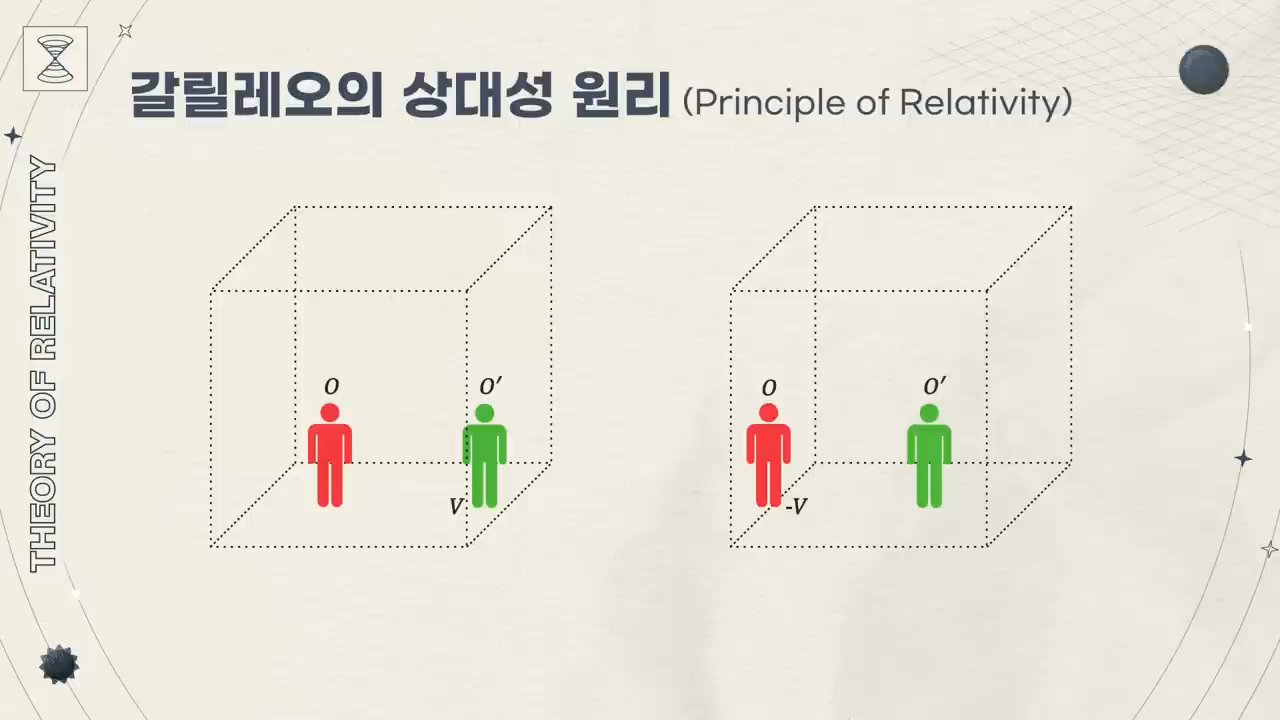 갈릴레오의 상대성 원리 (Principle of Relativity)
THEORY OF RELATIVITY
O
O′
V
O
O′
-V